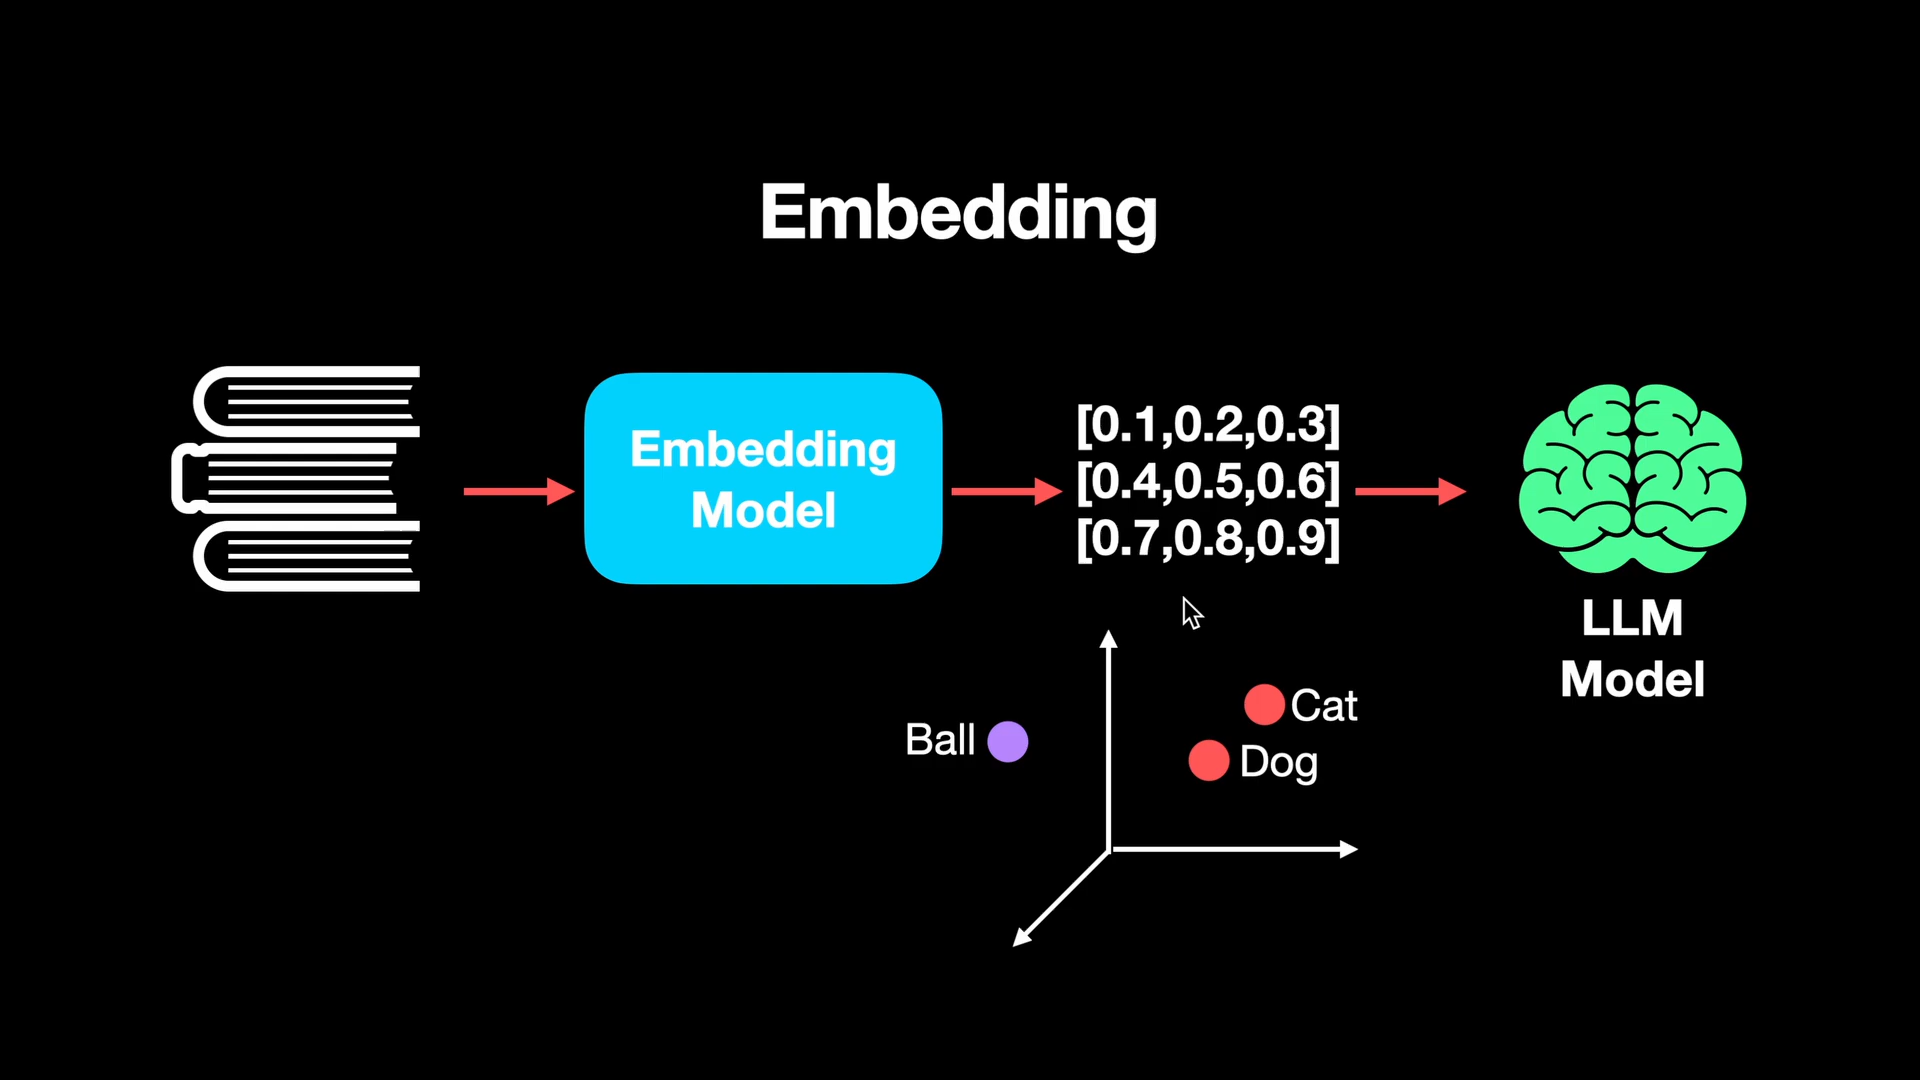 Embedding
Embedding
Model
[0.1,0.2,0.3]
[0.4,0.5,0.6]
[0.7,0.8,0.9]
LLM
Model
Cat
Ball
Dog